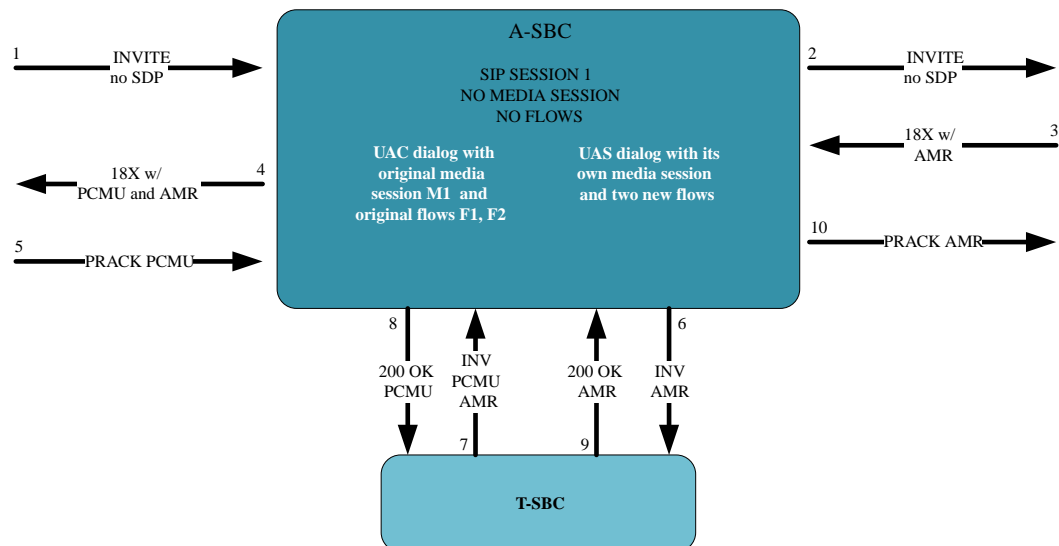 A-SBC
SIP SESSION 1
NO MEDIA SESSION
NO FLOWS
UAC dialog with
original media
session M1 and
original flows F1, F2
UAS dialog with its
own media session
and two new flows
1
INVITE
no SDP
2
INVITE
no SDP
3
18X w/
AMR
4
18X w/
PCMU and AMR
5
PRACK PCMU
10
PRACK AMR
8
200 OK
PCMU
INV
PCMU
AMR
7
200 OK
AMR
9
6
INV
AMR
T-SBC